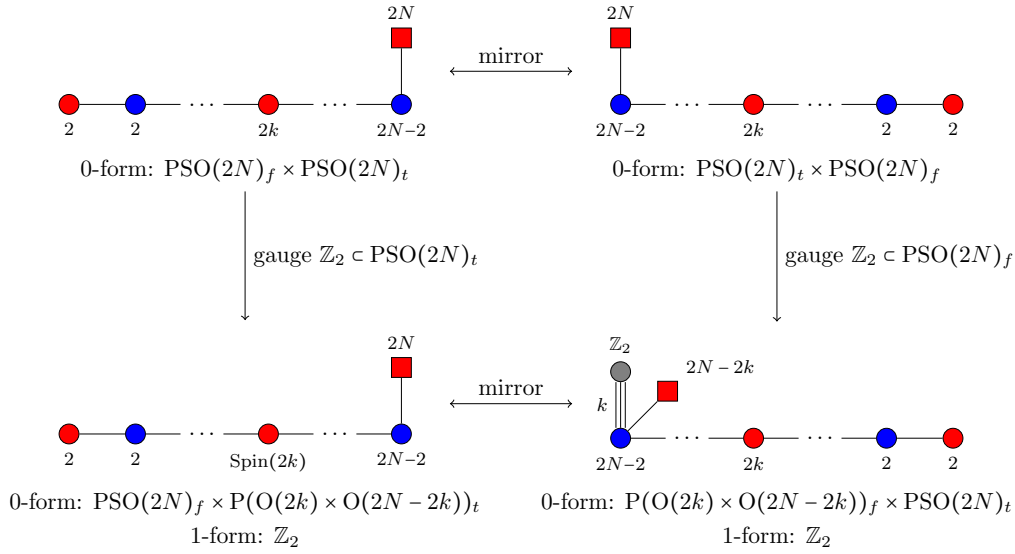 2N
2N
mirror
2
2
...
2k
...
2N−2
2N−2
...
2k
...
2
2
0-form: PSO(2N)_f × PSO(2N)_t
0-form: PSO(2N)_t × PSO(2N)_f
gauge ℤ_2 ⊂ PSO(2N)_t
gauge ℤ_2 ⊂ PSO(2N)_f
2N
ℤ_2
2N − 2k
mirror
k
2
2
...
Spin(2k)
...
2N−2
2N−2
...
2k
...
2
2
0-form: PSO(2N)_f × P(O(2k) × O(2N − 2k))_t
0-form: P(O(2k) × O(2N − 2k))_f × PSO(2N)_t
1-form: ℤ_2
1-form: ℤ_2